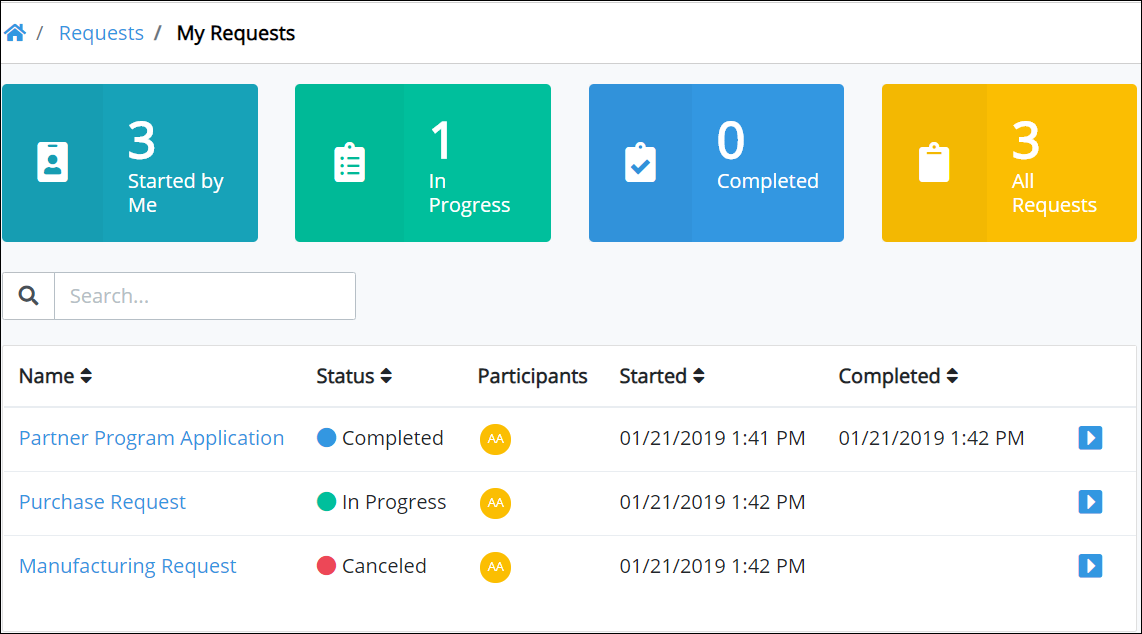 / Requests / My Requests
3
Started by
Me
1
In
Progress
0
Completed
3
All
Requests
Search...
Name Status Participants Started Completed
Partner Program Application Completed AA 01/21/2019 1:41 PM 01/21/2019 1:42 PM
Purchase Request In Progress AA 01/21/2019 1:42 PM
Manufacturing Request Canceled AA 01/21/2019 1:42 PM